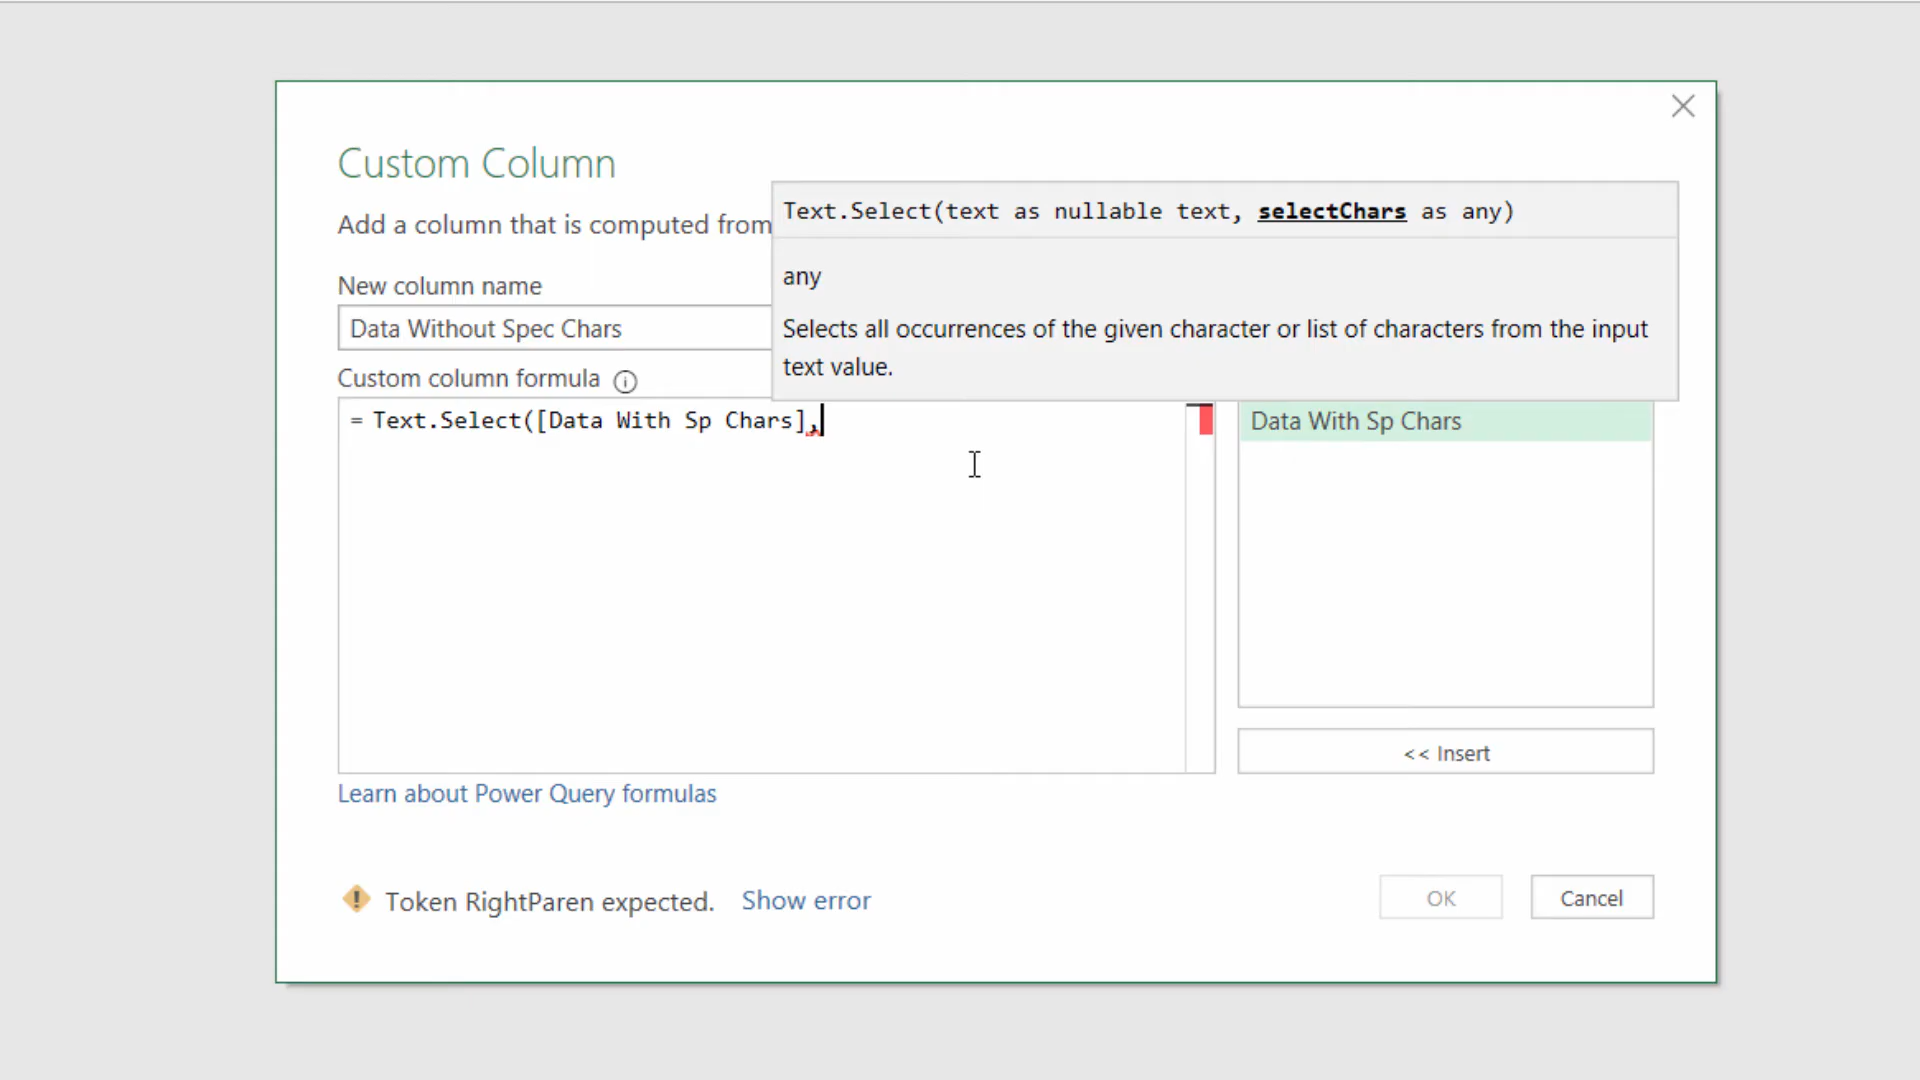 Custom Column
Add a column that is computed from
Text.Select(text as nullable text, selectChars as any)
any
Selects all occurrences of the given character or list of characters from the input
text value.
New column name
Data Without Spec Chars
Custom column formula
= Text.Select([Data With Sp Chars],
Data With Sp Chars
<< Insert
Learn about Power Query formulas
Token RightParen expected. Show error
OK
Cancel